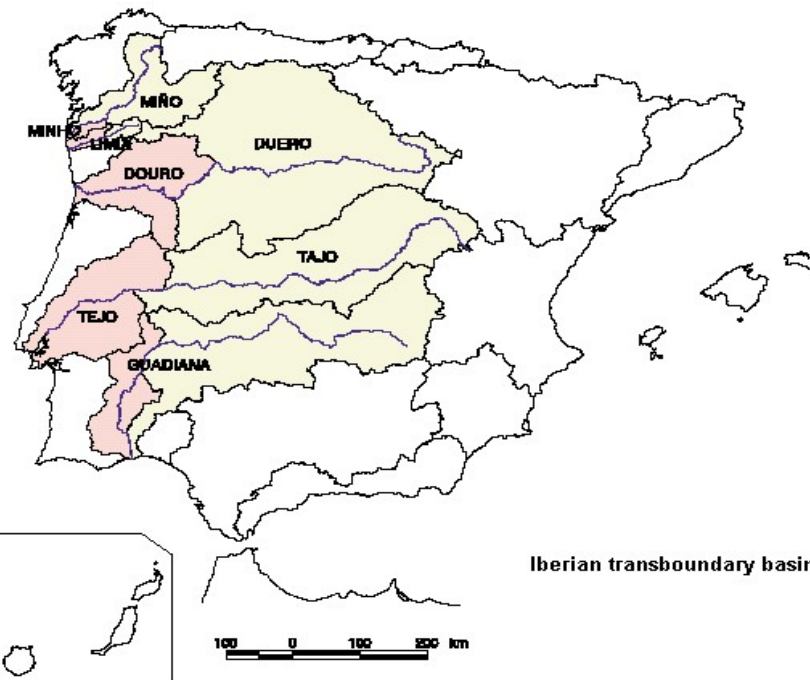 MIÑO
MINHO
LIMIA
DUERO
DOURO
TAJO
TEJO
GUADIANA
Iberian transboundary basin
100 0 100 200 km